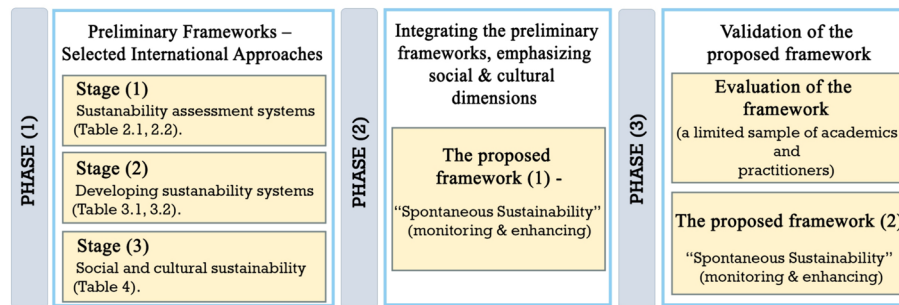 PHASE (1)
Preliminary Frameworks –
Selected International Approaches
Stage (1)
Sustanability assessment systems
(Table 2.1, 2.2).
Stage (2)
Developing sustanability systems
(Table 3.1, 3.2).
Stage (3)
Social and cultural sustainability
(Table 4).
PHASE (2)
Integrating the preliminary
frameworks, emphasizing
social & cultural
dimensions
The proposed
framework (1) -
“Spontaneous Sustainability”
(monitoring & enhancing)
PHASE (3)
Validation of the
proposed framework
Evaluation of the
framework
(a limited sample of academics
and
practitioners)
The proposed framework (2)
“Spontaneous Sustainability”
(monitoring & enhancing)